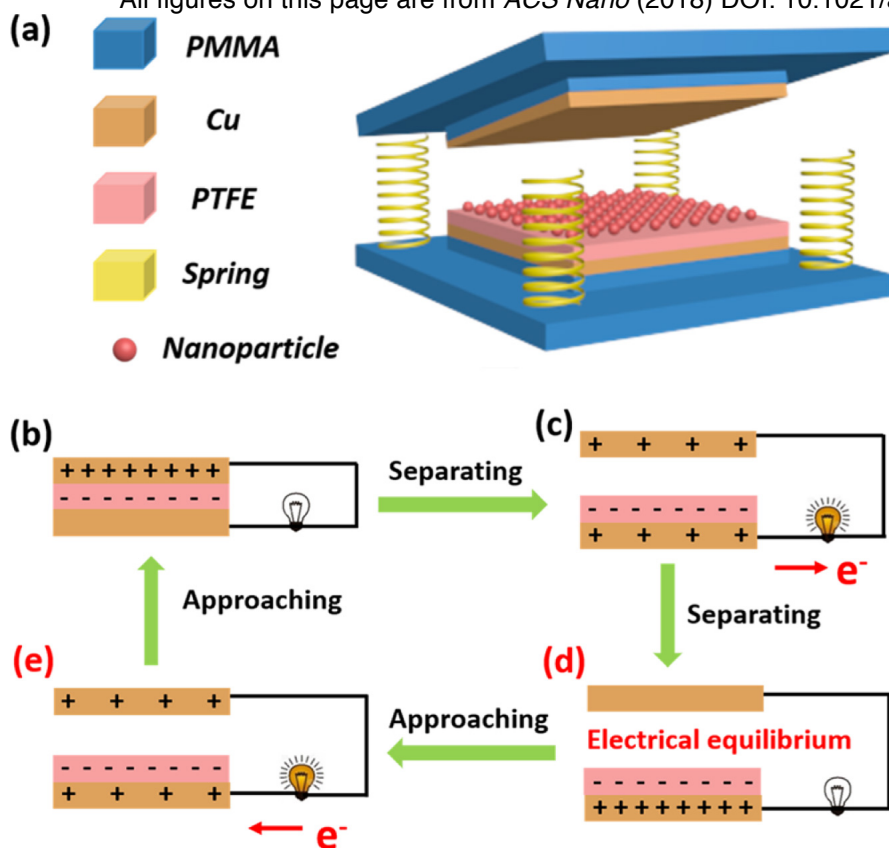 All figures on this page are from ACS Nano (2018) DOI: 10.1021/
(a)
PMMA
Cu
PTFE
Spring
Nanoparticle
(b)
+ + + + + + + +
- - - - - - - -
Separating
(c)
+ + + +
- - - - - - - -
+ + + +
e-
Approaching
Separating
(e)
+ + + +
- - - - - - - -
+ + + +
e-
Approaching
(d)
Electrical equilibrium
- - - - - - - -
+ + + + + + + +